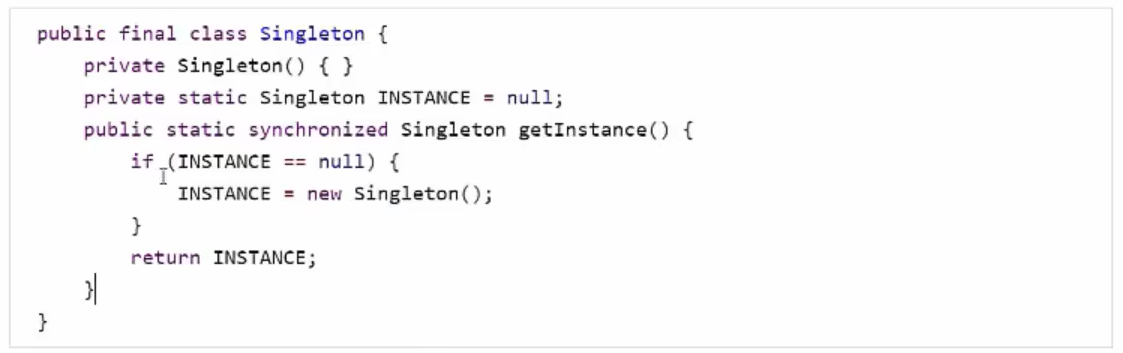 public final class Singleton {
    private Singleton() { }
    private static Singleton INSTANCE = null;
    public static synchronized Singleton getInstance() {
        if (INSTANCE == null) {
            INSTANCE = new Singleton();
        }
        return INSTANCE;
    }
}